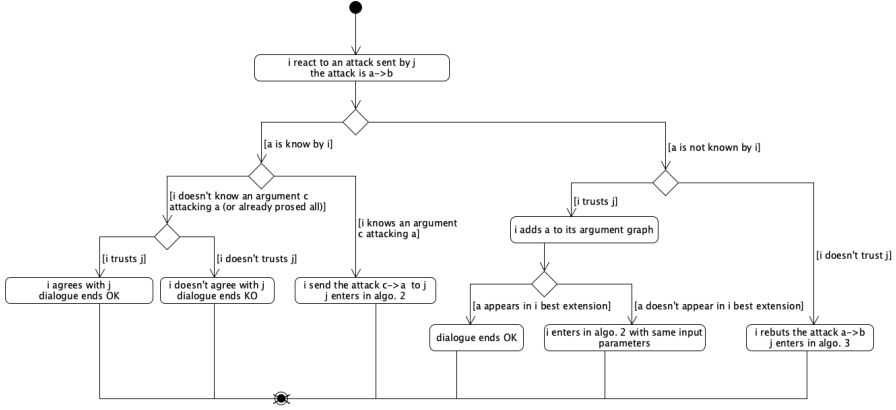 i react to an attack sent by j
the attack is a->b
[a is know by i]
[a is not known by i]
[i doesn't know an argument c
attacking a (or already prosed all)]
[i knows an argument
c attacking a]
[i trusts j]
i adds a to its argument graph
[i doesn't trust j]
[i trusts j]
[i doesn't trusts j]
i agrees with j
dialogue ends OK
i doesn't agree with j
dialogue ends KO
i send the attack c->a to j
j enters in algo. 2
[a appears in i best extension]
[a doesn't appear in i best extension]
dialogue ends OK
i enters in algo. 2 with same input
parameters
i rebuts the attack a->b
j enters in algo. 3